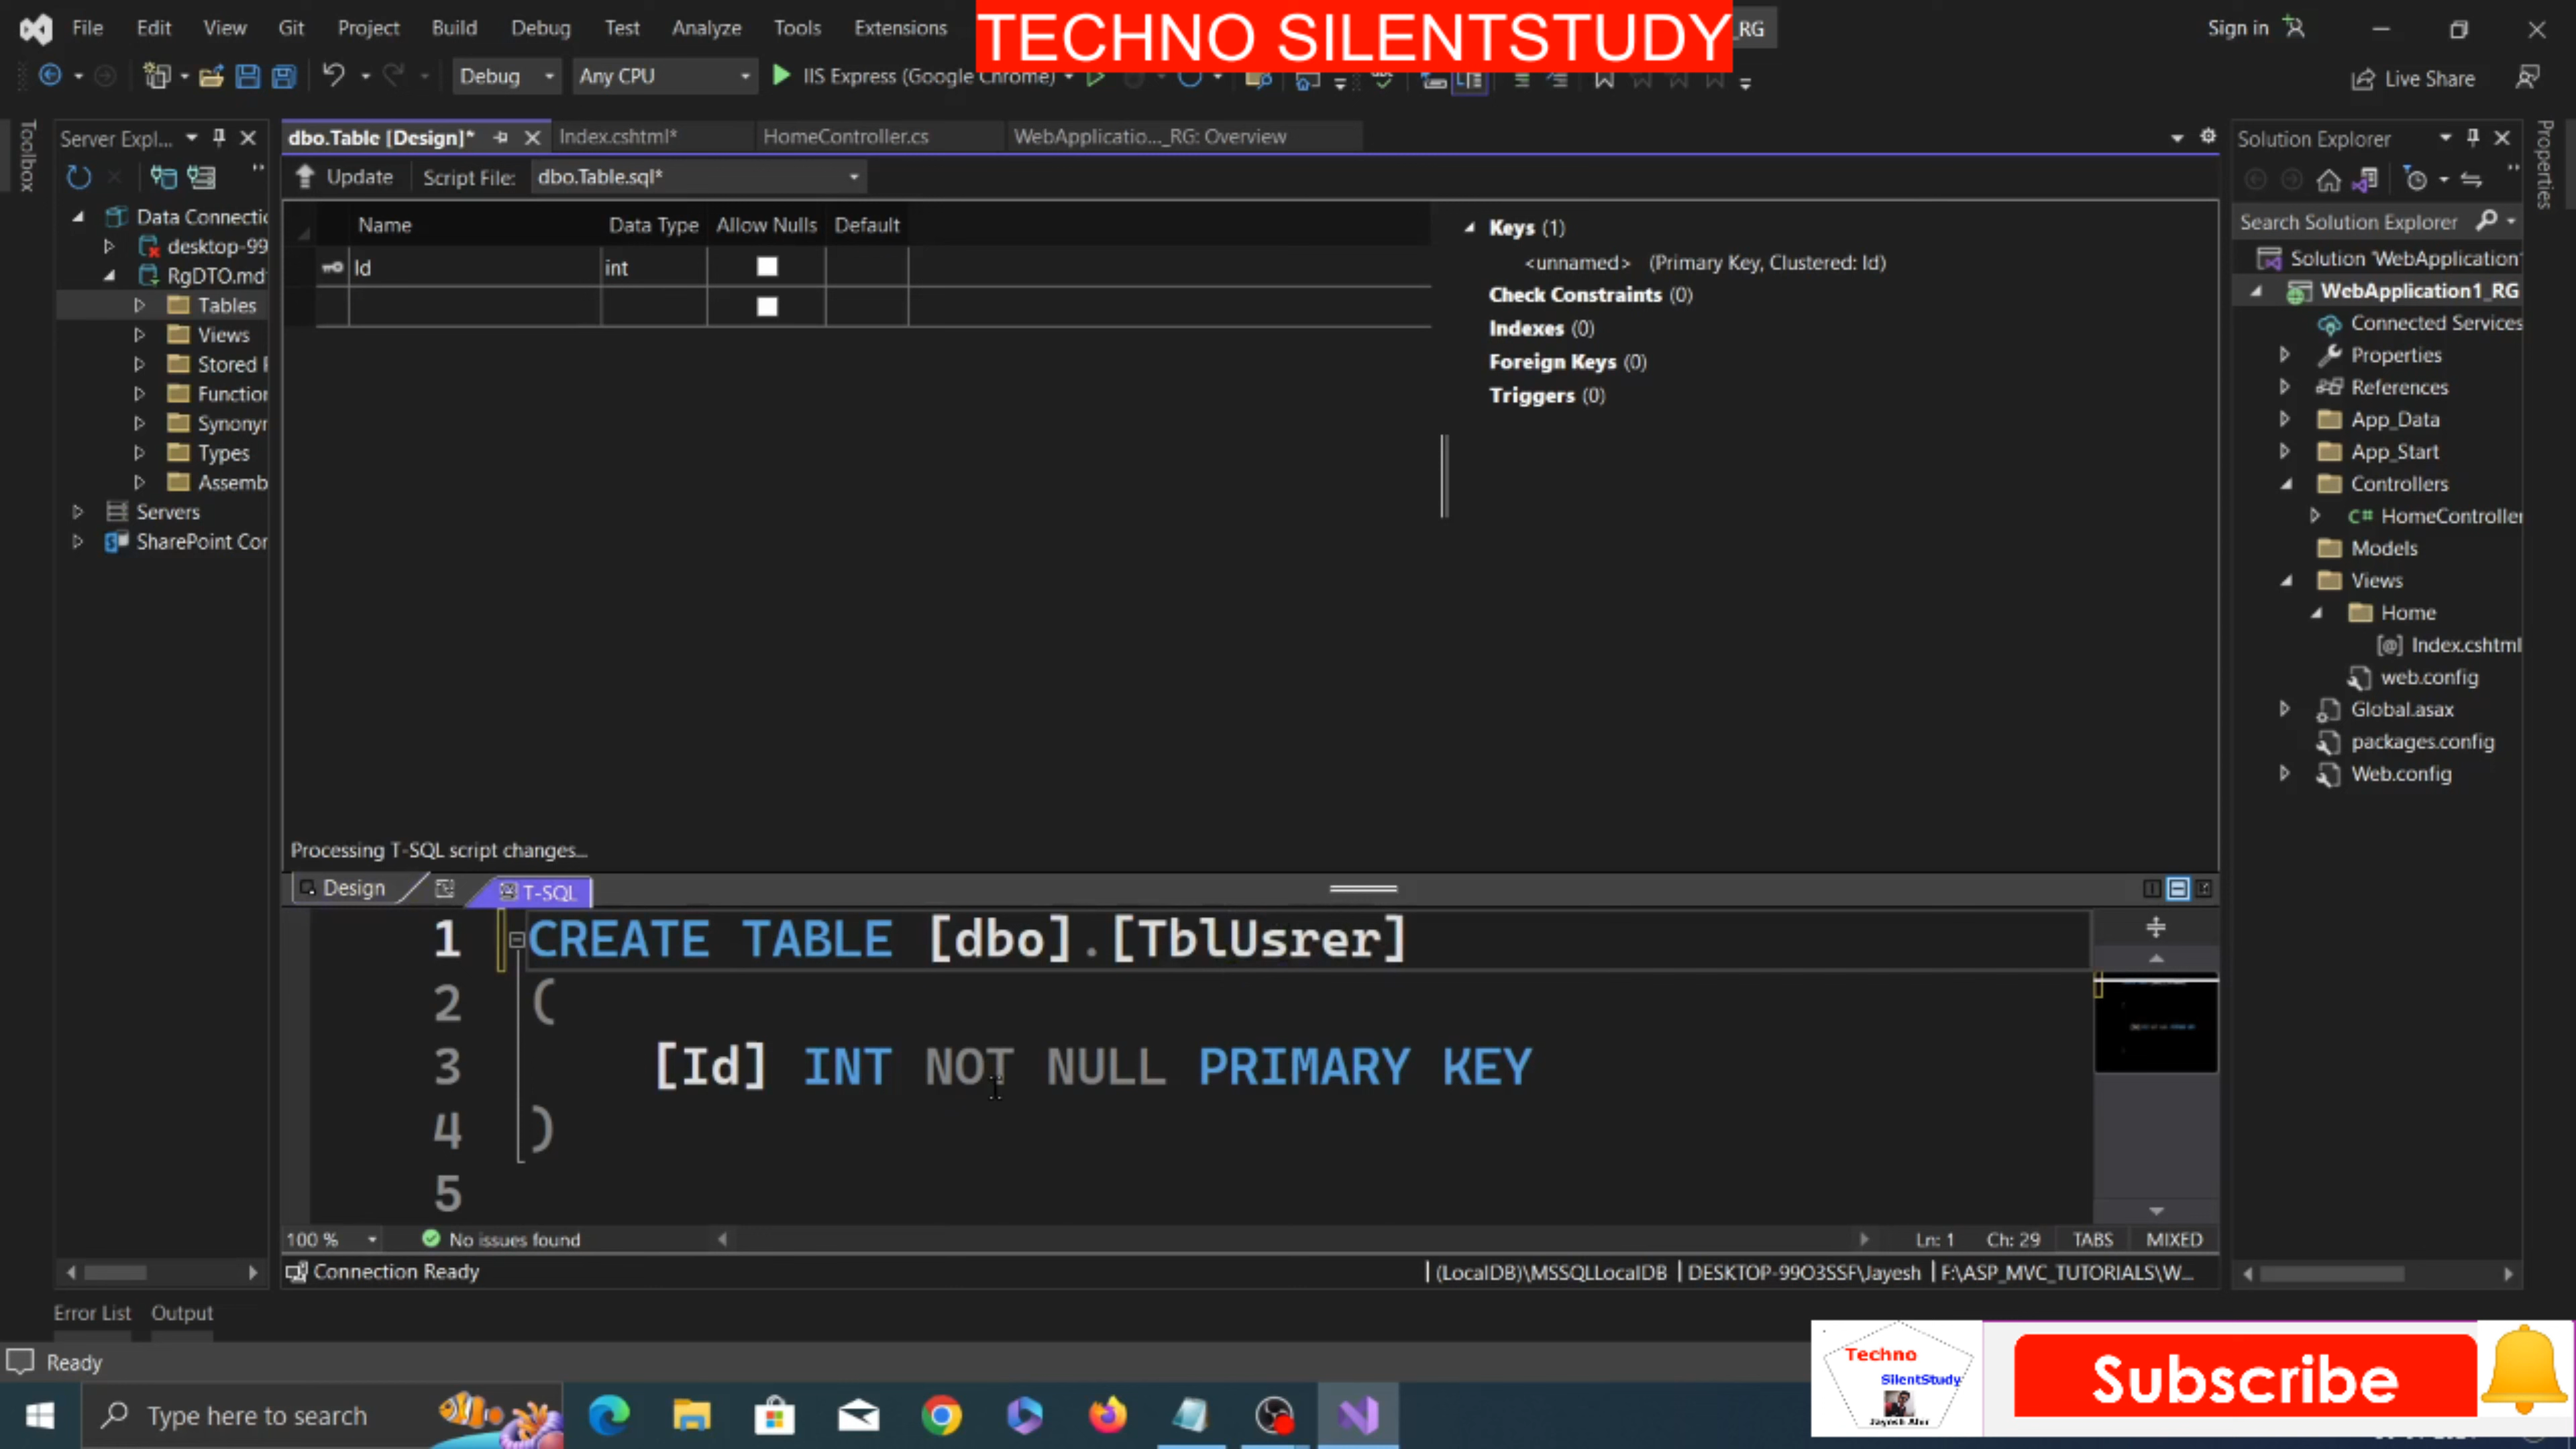 File Edit View Git Project Build Debug Test Analyze Tools Extensions
TECHNO SILENTSTUDY
_RG
Sign in
Debug Any CPU IIS Express (Google Chrome)
Live Share
Toolbox
Server Expl...
dbo.Table [Design]* Index.cshtml* HomeController.cs WebApplicatio..._RG: Overview
Solution Explorer
Properties
Update Script File: dbo.Table.sql*
Data Connectic
desktop-99
RgDTO.md
Tables
Views
Stored
Function
Synonyr
Types
Assemb
Servers
SharePoint Cor
Name Data Type Allow Nulls Default
Id int
Keys (1)
<unnamed> (Primary Key, Clustered: Id)
Check Constraints (0)
Indexes (0)
Foreign Keys (0)
Triggers (0)
Search Solution Explorer
Solution 'WebApplication'
WebApplication1_RG
Connected Services
Properties
References
App_Data
App_Start
Controllers
C# HomeController
Models
Views
Home
[@] Index.cshtml
web.config
Global.asax
packages.config
Web.config
Processing T-SQL script changes...
Design T-SQL
1 CREATE TABLE [dbo].[TblUsrer]
2 (
3 [Id] INT NOT NULL PRIMARY KEY
4 )
5
100 % No issues found Ln: 1 Ch: 29 TABS MIXED
Connection Ready (LocalDB)\MSSQLLocalDB DESKTOP-99O3SSF\Jayesh F:\ASP_MVC_TUTORIALS\W...
Error List Output
Ready
Techno
SilentStudy
Jayesh Ahir
Subscribe
Type here to search